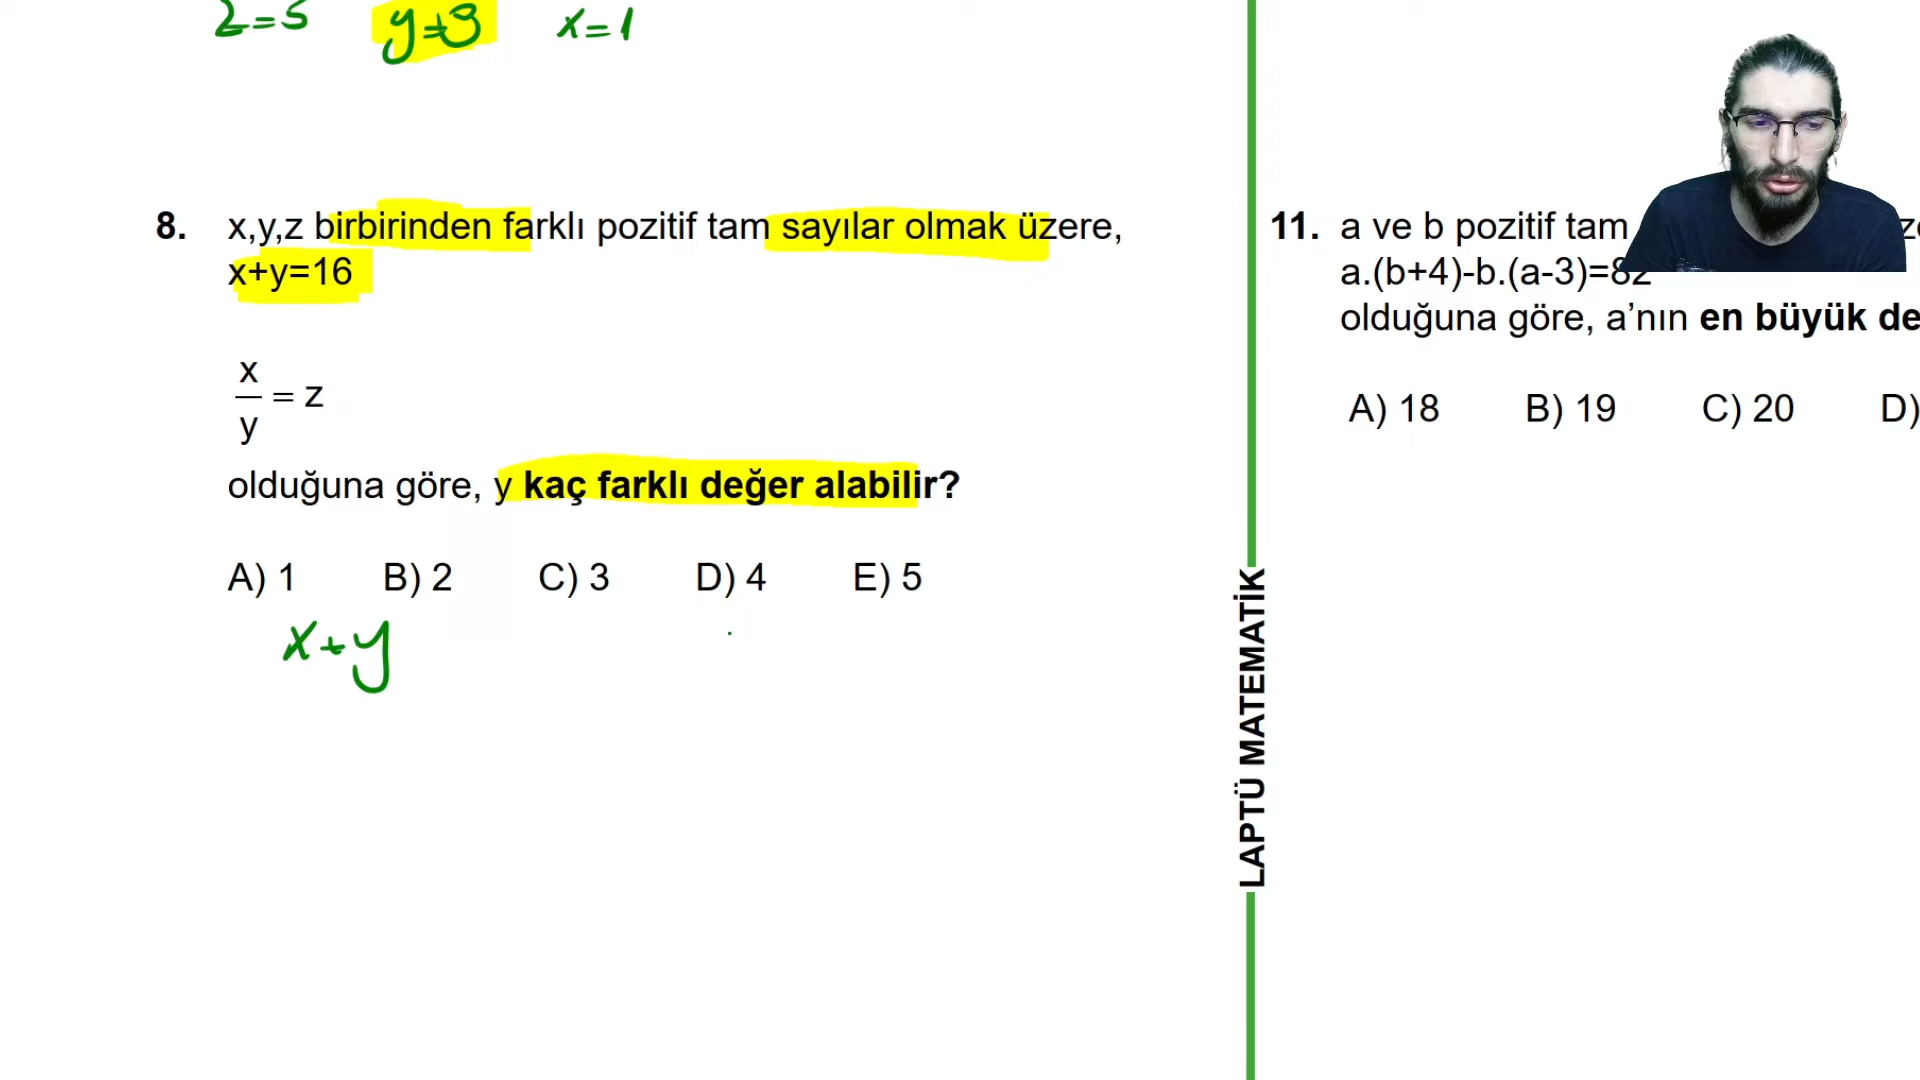 2=5 y=3 x=1
8. x,y,z birbirinden farklı pozitif tam sayılar olmak üzere,
x+y=16
x
— = z
y
olduğuna göre, y kaç farklı değer alabilir?
A) 1 B) 2 C) 3 D) 4 E) 5
x+y
LAPTÜ MATEMATİK
11. a ve b pozitif tam
a.(b+4)-b.(a-3)=82
olduğuna göre, a’nın en büyük de
A) 18 B) 19 C) 20 D)